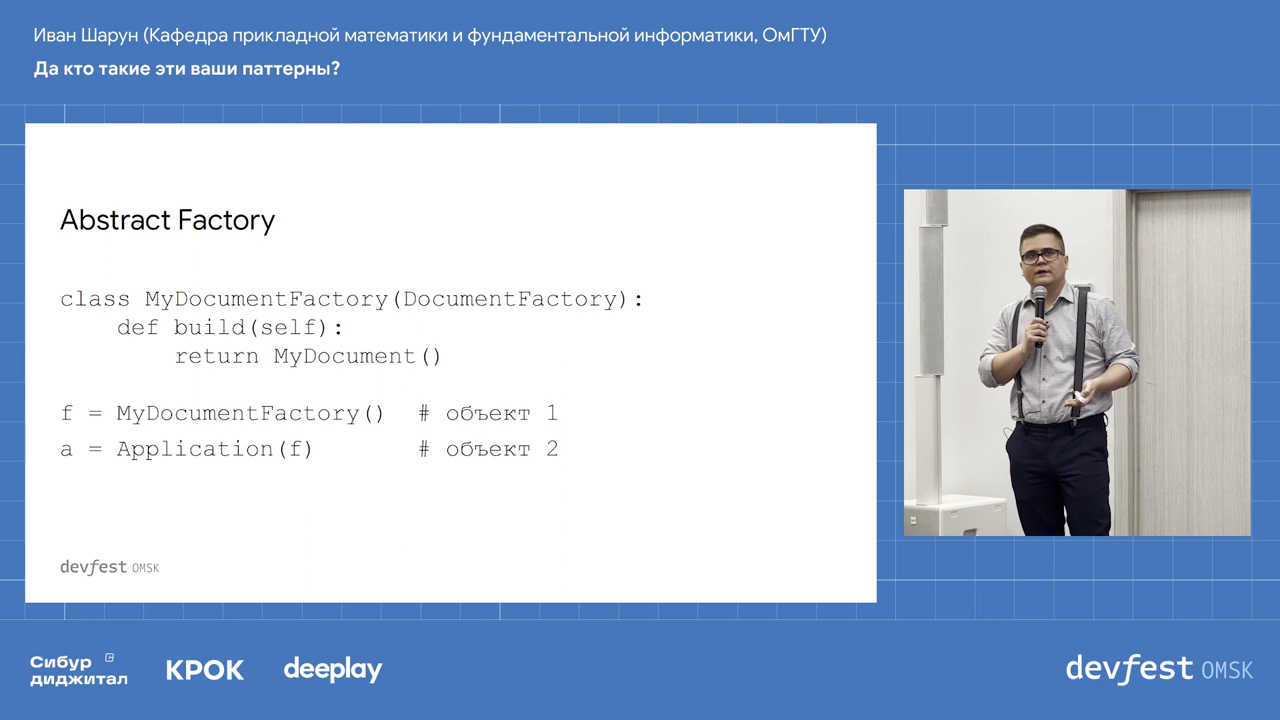 Иван Шарун (Кафедра прикладной математики и фундаментальной информатики, ОмГТУ)
Да кто такие эти ваши паттерны?
Abstract Factory
class MyDocumentFactory(DocumentFactory):
    def build(self):
        return MyDocument()
f = MyDocumentFactory()  # объект 1
a = Application(f)       # объект 2
devfest OMSK
Сибур
диджитал
КРОК
deeplay
devfest OMSK